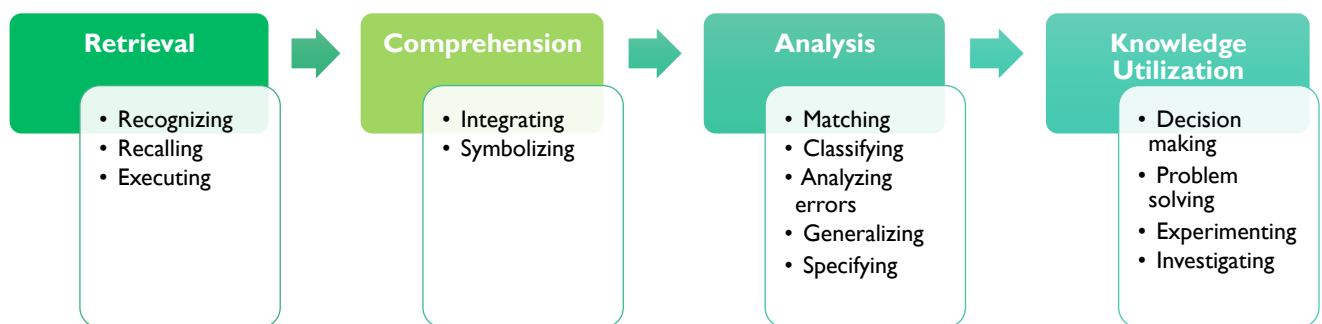 Retrieval
• Recognizing
• Recalling
• Executing
Comprehension
• Integrating
• Symbolizing
Analysis
• Matching
• Classifying
• Analyzing
errors
• Generalizing
• Specifying
Knowledge
Utilization
• Decision
making
• Problem
solving
• Experimenting
• Investigating